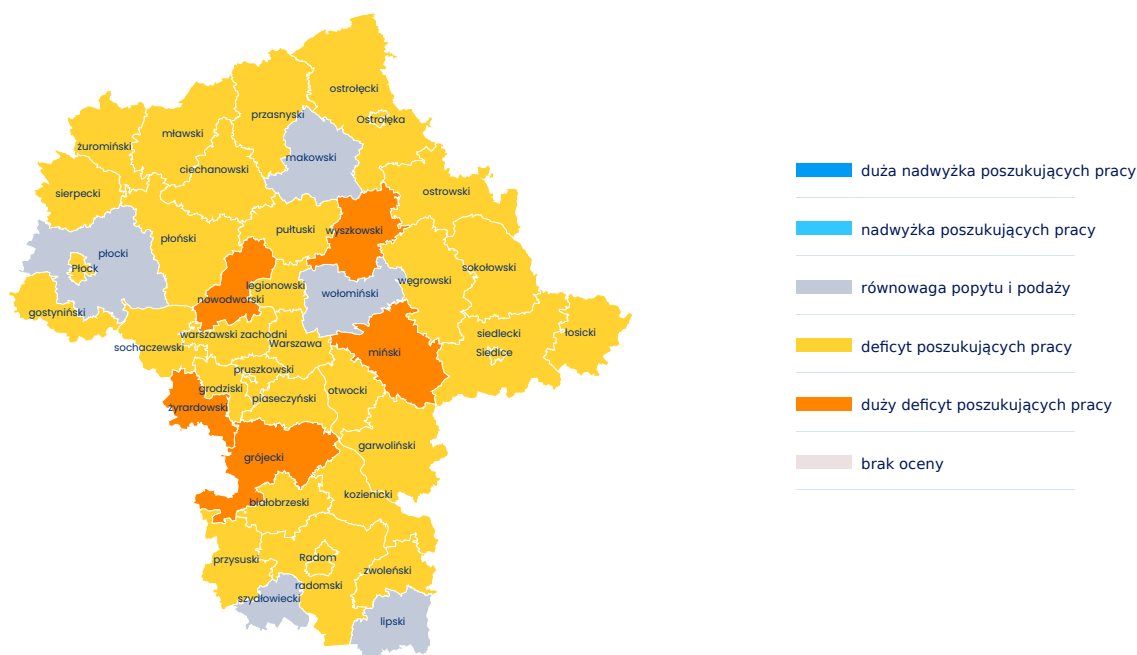 ostrołęcki
przasnyski
Ostrołęka
mławski
żuromiński
makowski
ciechanowski
sierpecki
ostrowski
pułtuski
wyszkowski
płoński
płocki
Płock
sokołowski
węgrowski
legionowski
wołomiński
nowodworski
gostyniński
warszawski zachodni
siedlecki
łosicki
Warszawa
sochaczewski
miński
Siedlce
pruszkowski
grodziski
otwocki
piaseczyński
żyrardowski
garwoliński
grójecki
kozienicki
białobrzeski
przysuski
Radom
zwoleński
radomski
szydłowiecki
lipski
duża nadwyżka poszukujących pracy
nadwyżka poszukujących pracy
równowaga popytu i podaży
deficyt poszukujących pracy
duży deficyt poszukujących pracy
brak oceny